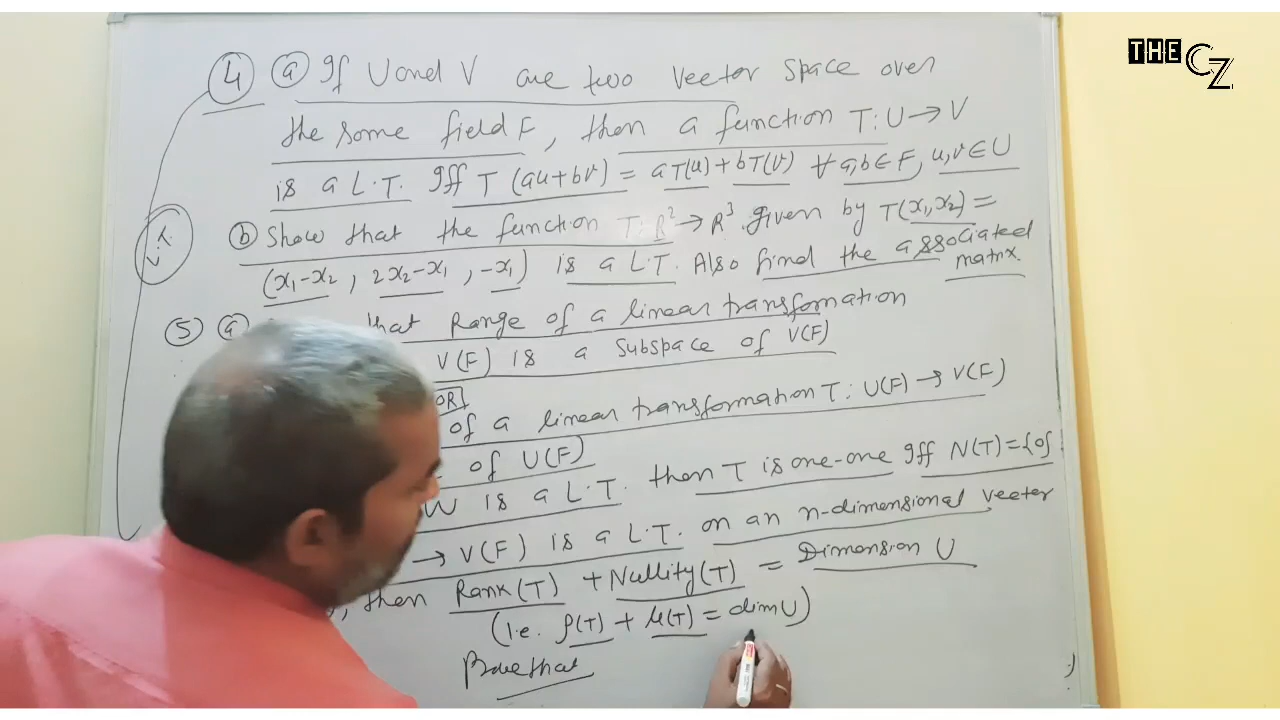 THE CZ
4 a If U and V are two vector space over
the same field F, then a function T: U → V
is a L.T. Iff T (au+bv) = aT(u) + bT(v) ∀ a,b ∈ F, u,v ∈ U
b Show that the function T: R² → R³ given by T(x₁,x₂) =
(x₁-x₂, 2x₂-x₁, -x₁) is a L.T. Also find the associated
matrix.
5 a that Range of a linear transfomation
V(F) is a subspace of V(F)
OR
of a linear transformation T: U(F) → V(F)
of U(F)
W is a L.T. then T is one-one Iff N(T)={0}
→ V(F) is a L.T. on an n-dimensional vector
, then Rank(T) + Nullity(T) = Dimension U
(I.e. ρ(T) + μ(T) = dim U)
Prove that